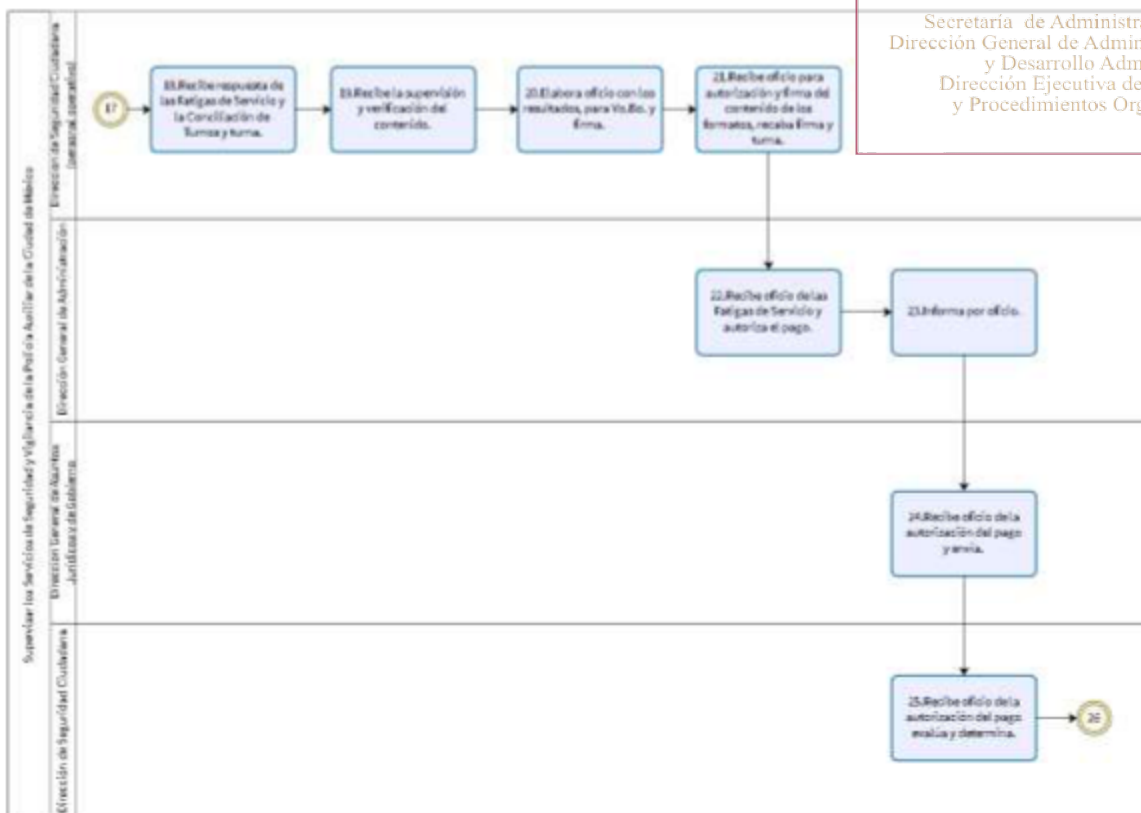 Secretaría de Administra
Dirección General de Admin
y Desarrollo Adm
Dirección Ejecutiva de
y Procedimientos Org
Supervisar los Servicios de Seguridad y Vigilancia de la Policía Auxiliar de la Ciudad de México
Dirección de Seguridad Ciudadana
(personal operativo)
17
18.Recibe respuesta de
las Fatigas de Servicio y
la Conciliación de
Turnos y turna.
19.Recibe la supervisión
y verificación del
contenido.
20.Elabora oficio con los
resultados, para Vo.Bo. y
firma.
21.Recibe oficio para
autorización y firma del
contenido de los
formatos, recaba firma y
turna.
Dirección General de Administración
22.Recibe oficio de las
Fatigas de Servicio y
autoriza el pago.
23.Informa por oficio.
Dirección General de Asuntos
Jurídicos y de Gobierno
24.Recibe oficio de la
autorización del pago
y envía.
Dirección de Seguridad Ciudadana
25.Recibe oficio de la
autorización del pago
evalúa y determina.
26